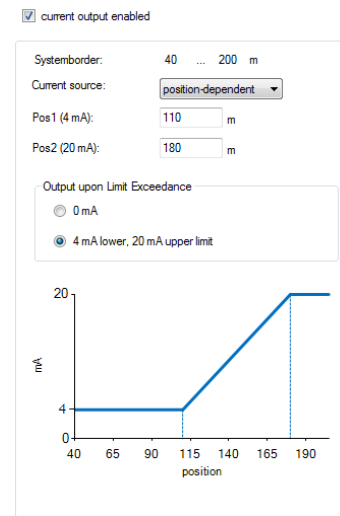 current output enabled
Systemborder: 40 ... 200 m
Current source: position-dependent
Pos1 (4 mA): 110 m
Pos2 (20 mA): 180 m
Output upon Limit Exceedance
0 mA
4 mA lower, 20 mA upper limit
20
mA
4
0
40 65 90 115 140 165 190
position